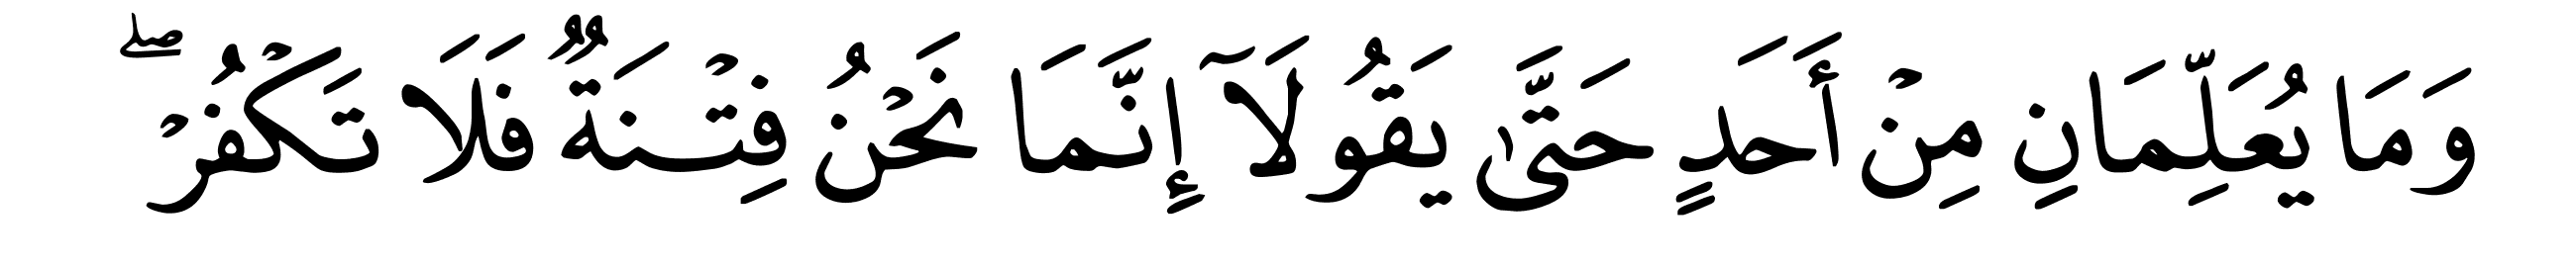 وَمَا يُعَلِّمَانِ مِنْ أَحَدٍ حَتَّىٰ يَقُولَآ إِنَّمَا نَحْنُ فِتْنَةٌ فَلَا تَكْفُرْ ۖ